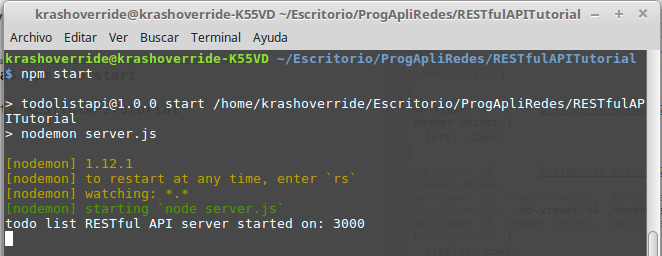 krashoverride@krashoverride-K55VD ~/Escritorio/ProgApliRedes/RESTfulAPITutorial
Archivo Editar Ver Buscar Terminal Ayuda
krashoverride@krashoverride-K55VD ~/Escritorio/ProgApliRedes/RESTfulAPITutorial
$ npm start
> todolistapi@1.0.0 start /home/krashoverride/Escritorio/ProgApliRedes/RESTfulAP
ITutorial
> nodemon server.js
[nodemon] 1.12.1
[nodemon] to restart at any time, enter `rs`
[nodemon] watching: *.*
[nodemon] starting `node server.js`
todo list RESTful API server started on: 3000